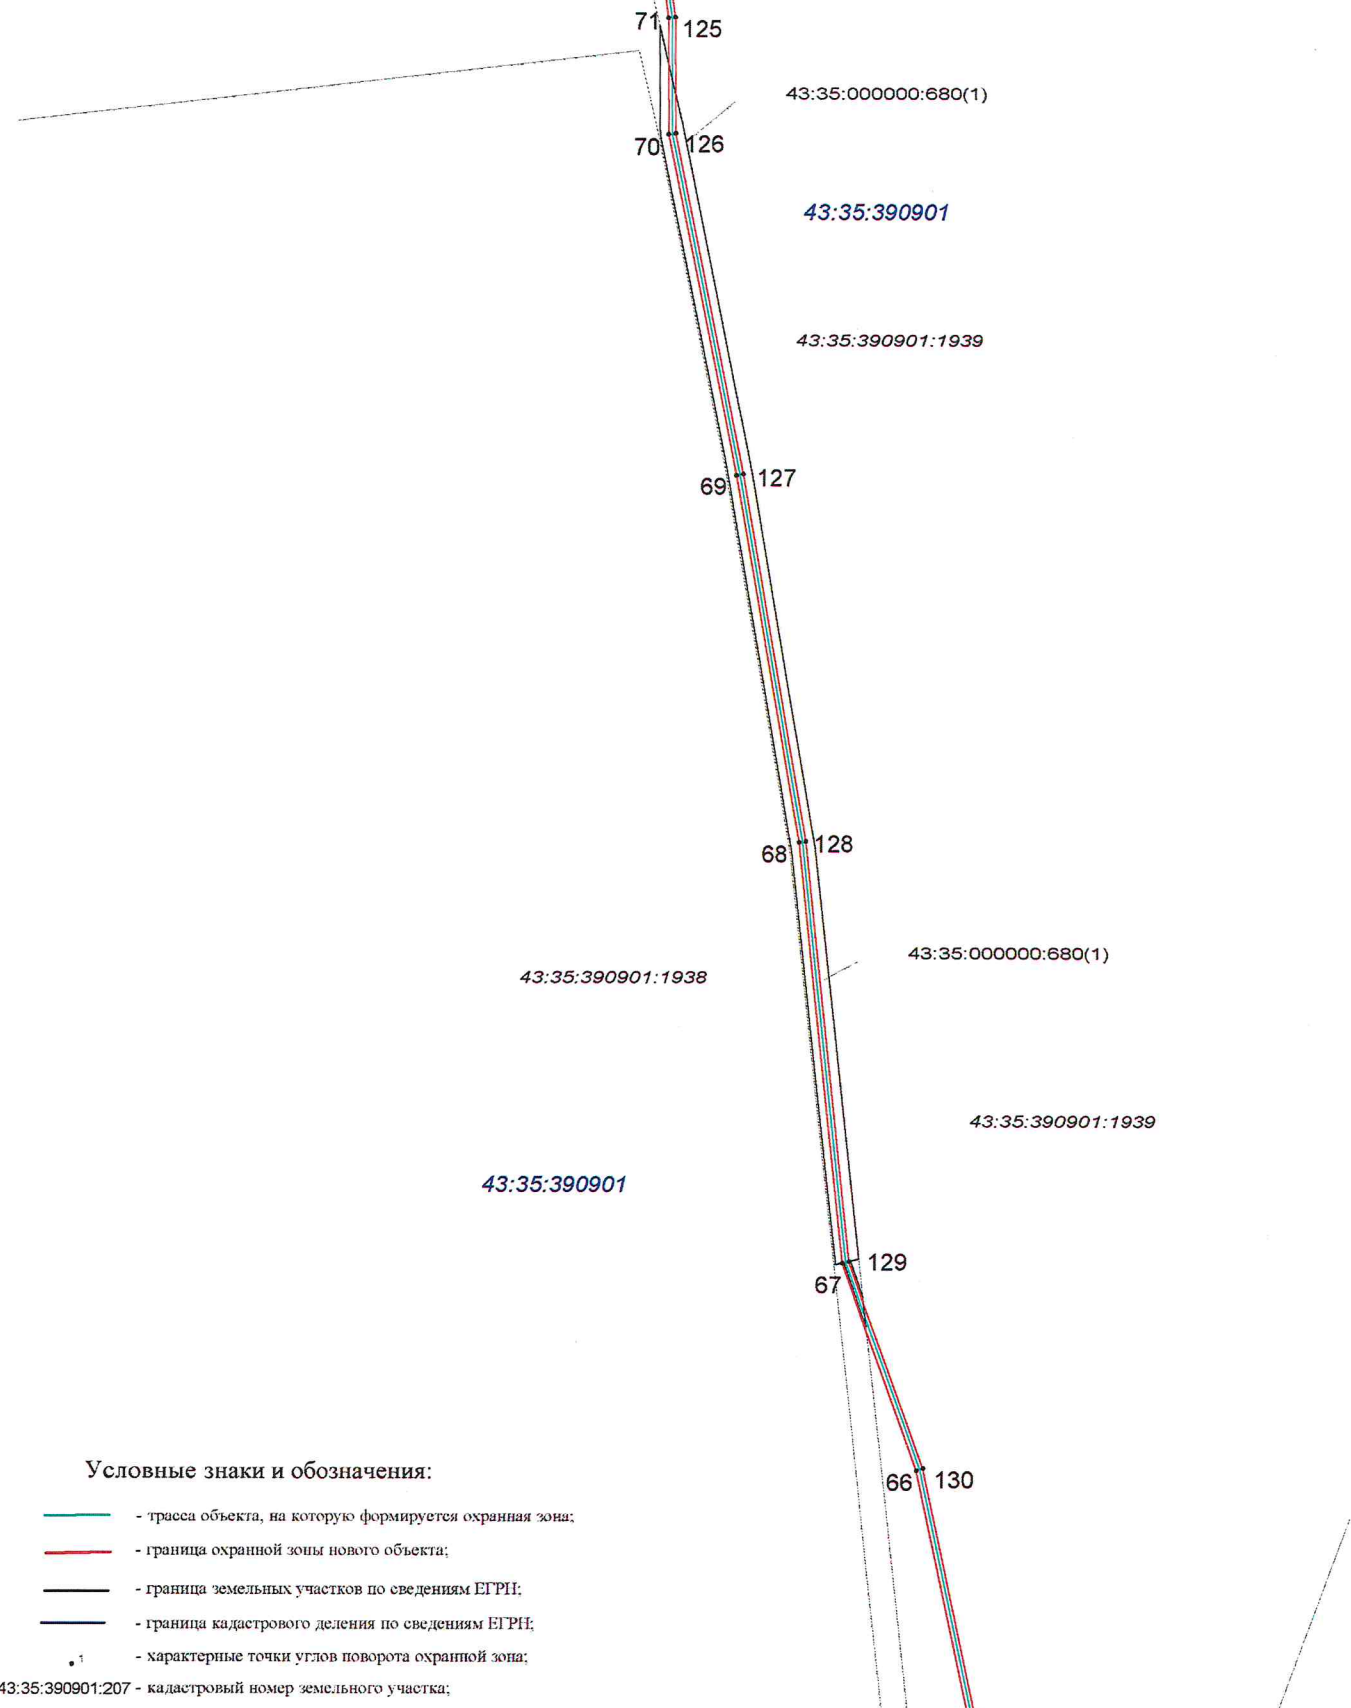 71
125
43:35:000000:680(1)
70
126
43:35:390901
43:35:390901:1939
69
127
68
128
43:35:000000:680(1)
43:35:390901:1938
43:35:390901:1939
43:35:390901
129
67
66
130
Условные знаки и обозначения:
- трасса объекта, на которую формируется охранная зона;
- граница охранной зоны нового объекта;
- граница земельных участков по сведениям ЕГРН;
- граница кадастрового деления по сведениям ЕГРН;
1 - характерные точки углов поворота охранной зона;
43:35:390901:207 - кадастровый номер земельного участка;